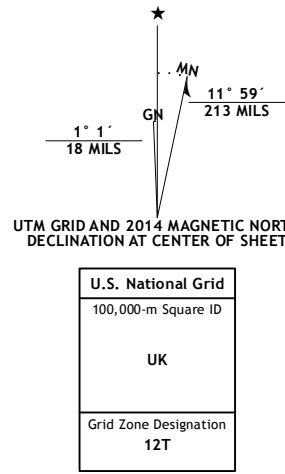 ★
MN
GN
11° 59´
213 MILS
1° 1´
18 MILS
UTM GRID AND 2014 MAGNETIC NORT
DECLINATION AT CENTER OF SHEET
U.S. National Grid
100,000-m Square ID
UK
Grid Zone Designation
12T